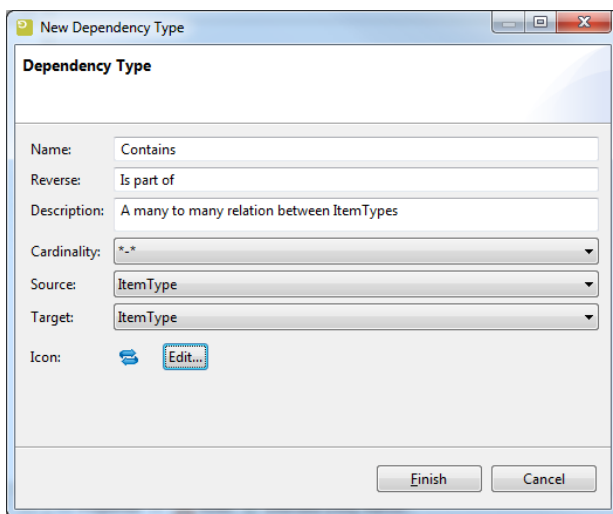 New Dependency Type
Dependency Type
Name: Contains
Reverse: Is part of
Description: A many to many relation between ItemTypes
Cardinality: *-*
Source: ItemType
Target: ItemType
Icon: Edit...
Finish Cancel